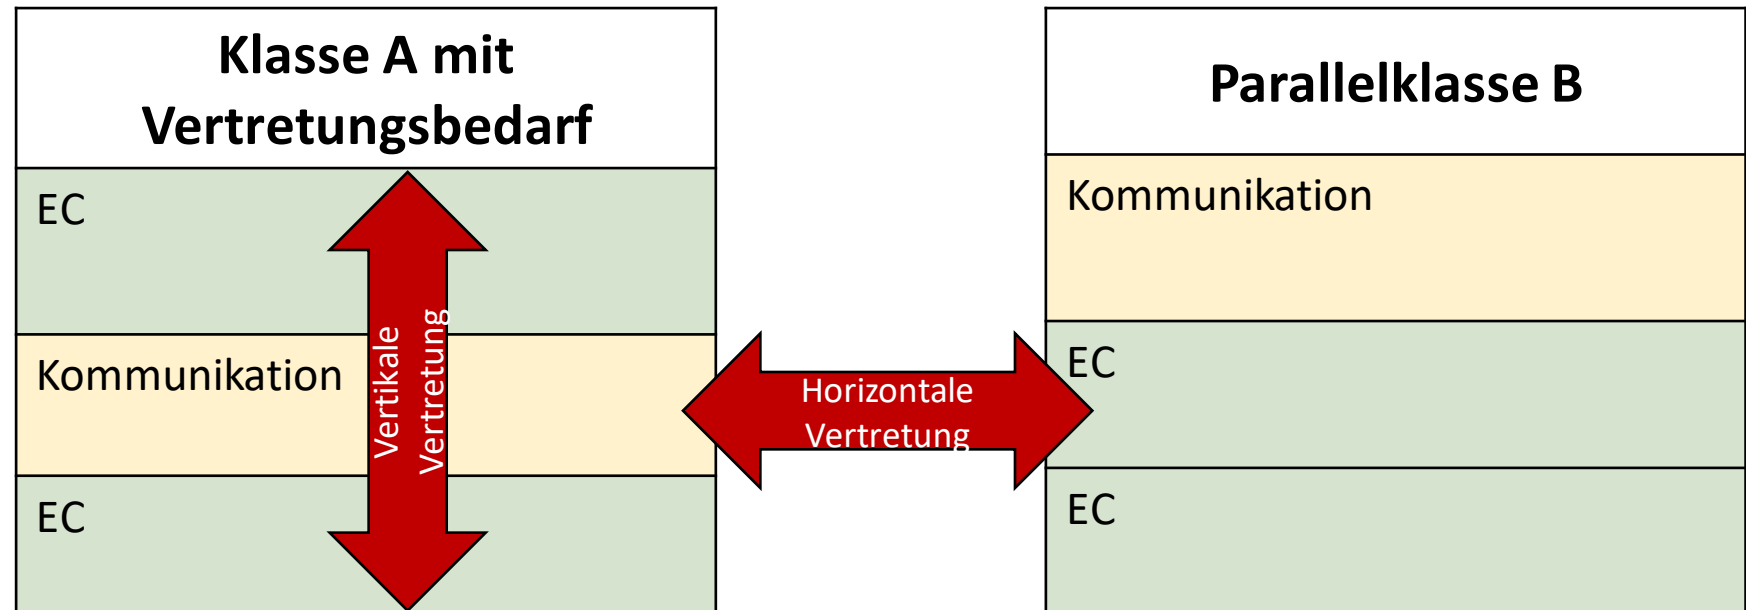 Klasse A mit
Vertretungsbedarf
EC
Kommunikation
EC
Vertikale
Vertretung
Horizontale
Vertretung
Parallelklasse B
Kommunikation
EC
EC